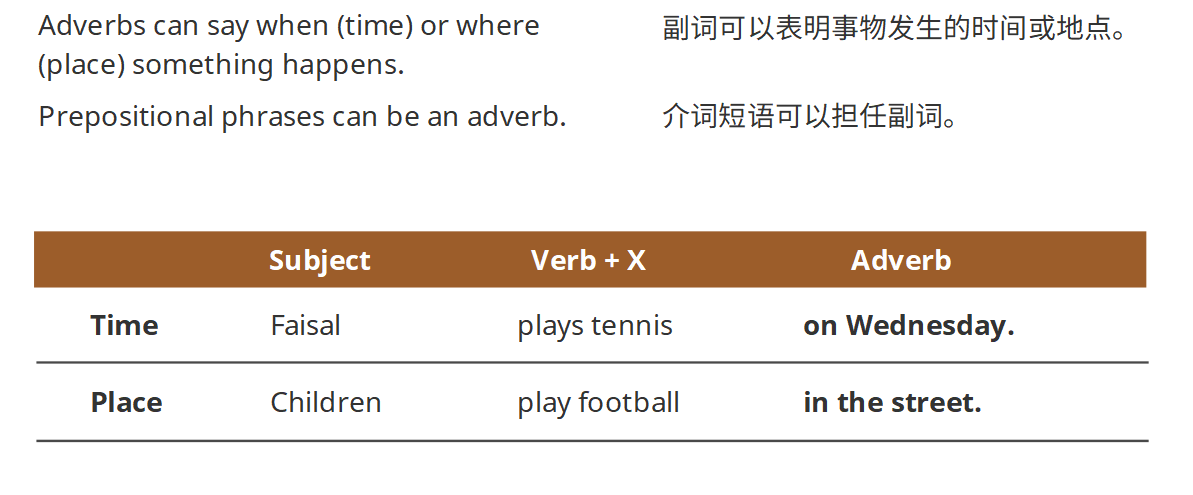 Adverbs can say when (time) or where
(place) something happens.
副词可以表明事物发生的时间或地点。
Prepositional phrases can be an adverb.
介词短语可以担任副词。
Subject Verb + X Adverb
Time Faisal plays tennis on Wednesday.
Place Children play football in the street.